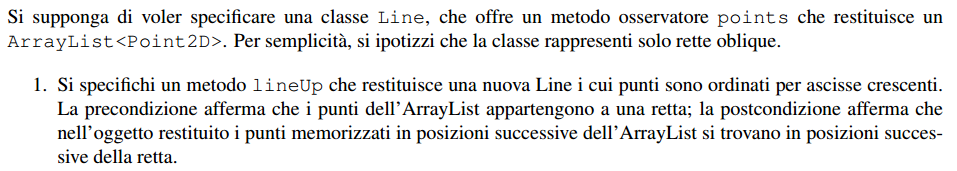 Si supponga di voler specificare una classe Line, che offre un metodo osservatore points che restituisce un
ArrayList<Point2D>. Per semplicità, si ipotizzi che la classe rappresenti solo rette oblique.
1. Si specifichi un metodo lineUp che restituisce una nuova Line i cui punti sono ordinati per ascisse crescenti.
La precondizione afferma che i punti dell'ArrayList appartengono a una retta; la postcondizione afferma che
nell'oggetto restituito i punti memorizzati in posizioni successive dell'ArrayList si trovano in posizioni succes-
sive della retta.